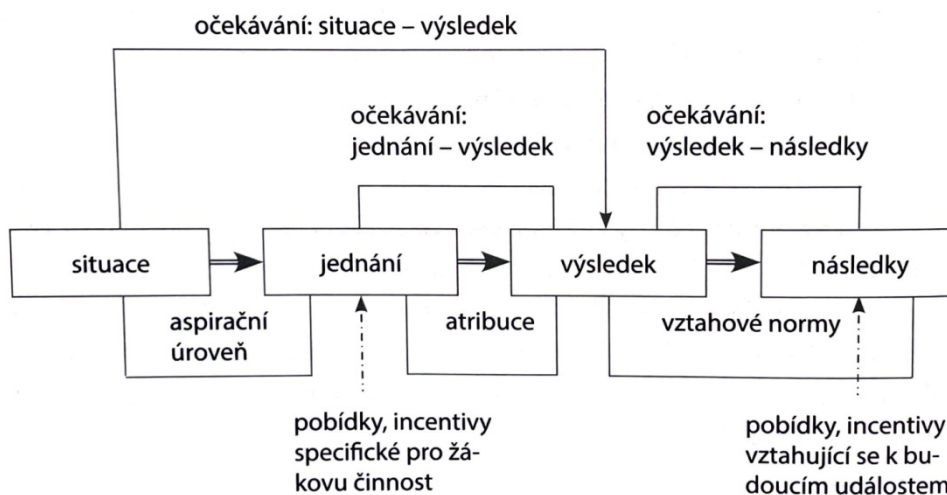 očekávání: situace – výsledek
očekávání:
jednání – výsledek
očekávání:
výsledek – následky
situace
jednání
výsledek
následky
aspirační
úroveň
atribuce
vztahové normy
pobídky, incentivy
specifické pro žá-
kovu činnost
pobídky, incentivy
vztahující se k bu-
doucím událostem